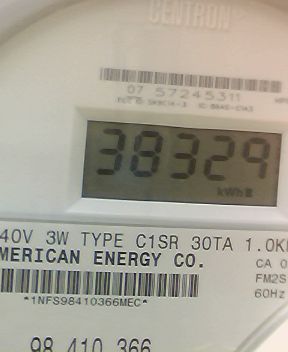 CENTRON
07 57245311
38329
kWh
40V 3W TYPE C1SR 30TA 1.0K
MERICAN ENERGY CO.
CA 0
FM2S
60Hz
*1NFS98410366MEC*
98 410 366